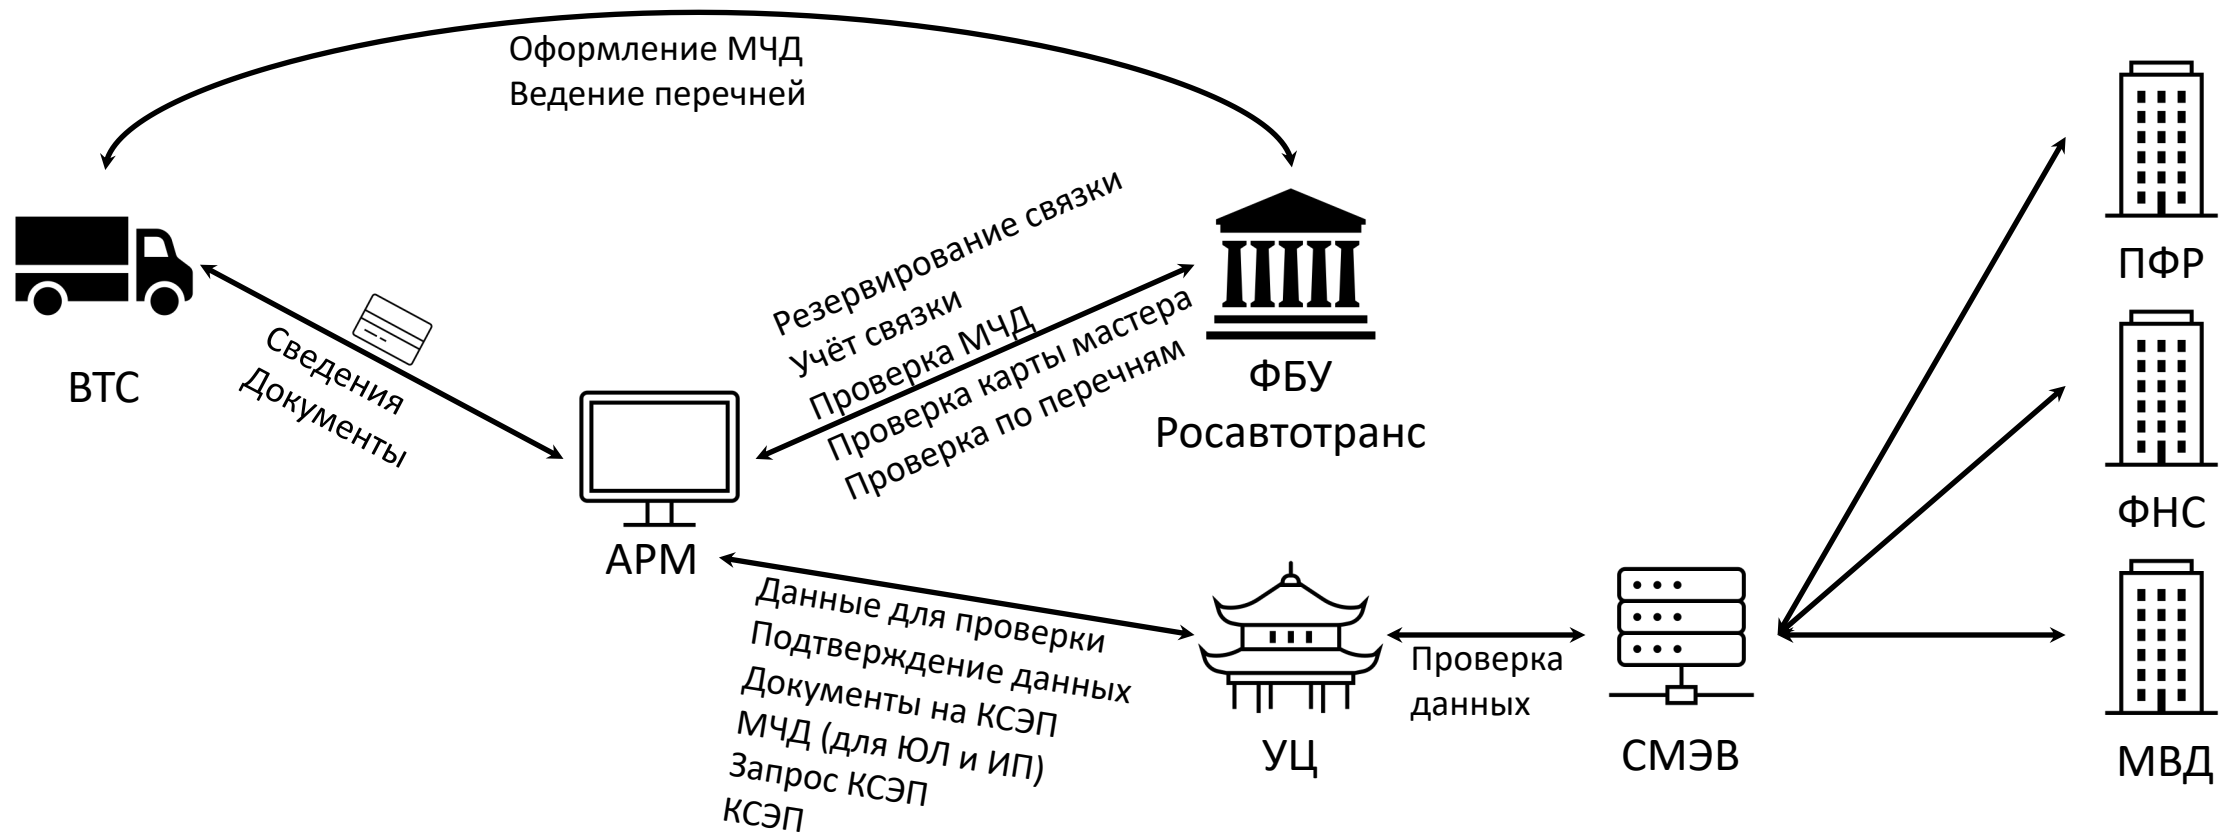 Оформление МЧД
Ведение перечней
ВТС
Сведения
Документы
АРМ
Резервирование связки
Учёт связки
Проверка МЧД
Проверка карты мастера
Проверка по перечням
ФБУ
Росавтотранс
Данные для проверки
Подтверждение данных
Документы на КСЭП
МЧД (для ЮЛ и ИП)
Запрос КСЭП
КСЭП
УЦ
Проверка
данных
СМЭВ
ПФР
ФНС
МВД